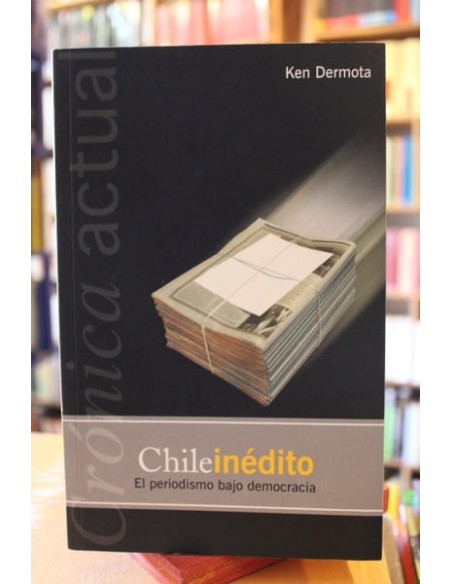 Ken Dermota
Crónica actual
Chileinédito
El periodismo bajo democracia